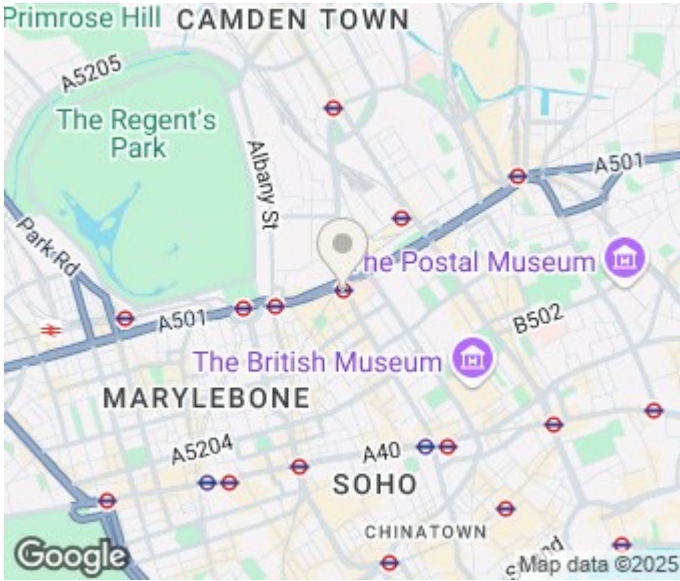 Primrose Hill
CAMDEN TOWN
A5205
The Regent's
Park
Albany St
A501
Park Rd
he Postal Museum
A501
B502
The British Museum
MARYLEBONE
A5204
A40
SOHO
CHINATOWN
Google
Map data ©2025